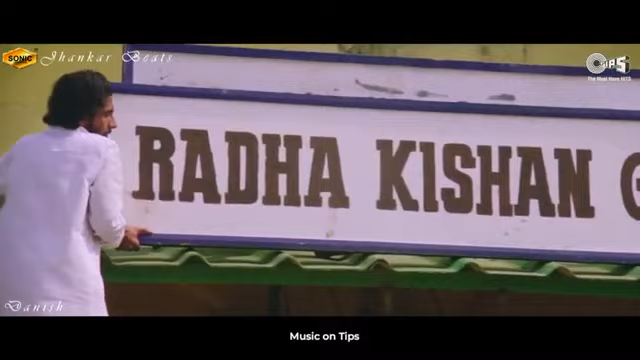 SONIC Jhankar Beats
TIPS
RADHA KISHAN G
Danish
Music on Tips